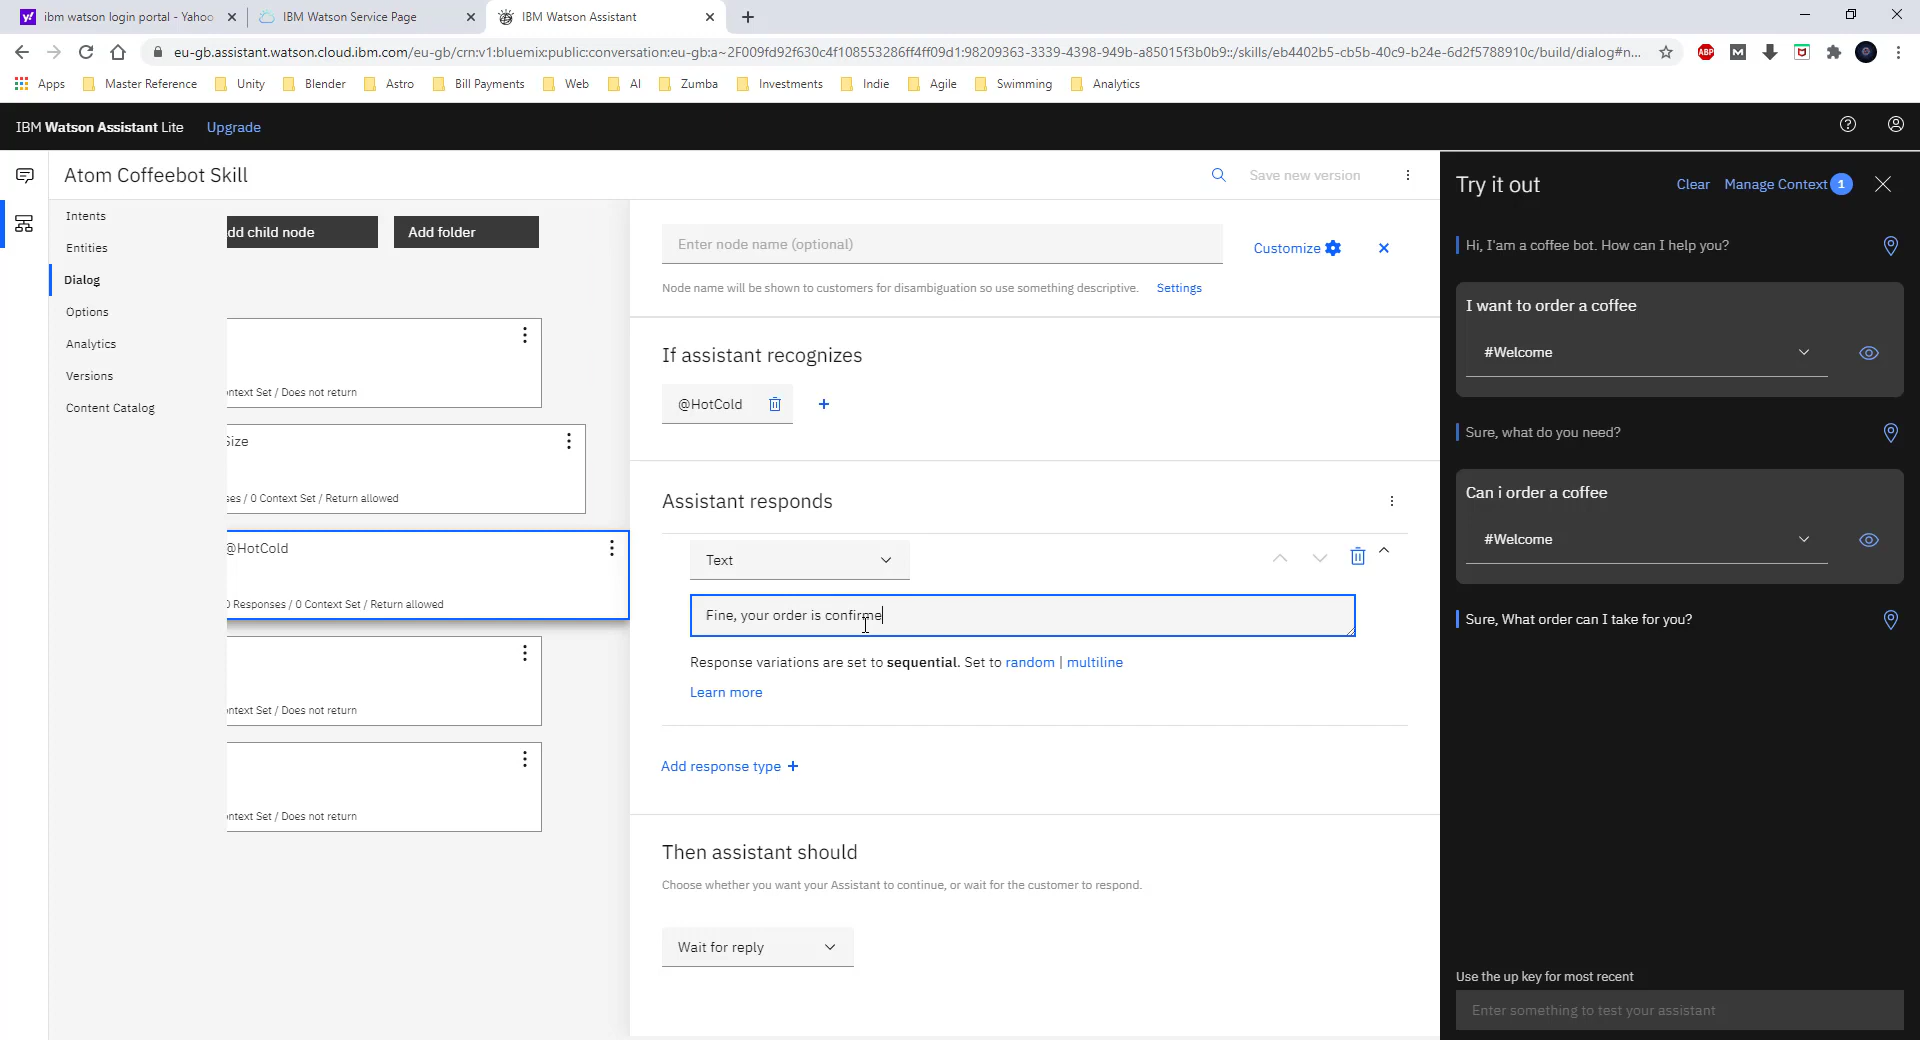 ibm watson login portal - Yahoo
IBM Watson Service Page
IBM Watson Assistant
eu-gb.assistant.watson.cloud.ibm.com/eu-gb/crn:v1:bluemix:public:conversation:eu-gb:a~2F009fd92f630c4f108553286ff4ff09d1:98209363-3339-4398-949b-a85015f3b0b9::/skills/eb4402b5-cb5b-40c9-b24e-6d2f5788910c/build/dialog#n...
Apps
Master Reference
Unity
Blender
Astro
Bill Payments
Web
AI
Zumba
Investments
Indie
Agile
Swimming
Analytics
IBM Watson Assistant Lite
Upgrade
Atom Coffeebot Skill
Save new version
Intents
Entities
Dialog
Options
Analytics
Versions
Content Catalog
dd child node
Add folder
ntext Set / Does not return
Size
ses / 0 Context Set / Return allowed
@HotCold
0 Responses / 0 Context Set / Return allowed
ntext Set / Does not return
ntext Set / Does not return
Enter node name (optional)
Customize
Node name will be shown to customers for disambiguation so use something descriptive.
Settings
If assistant recognizes
@HotCold
Assistant responds
Text
Fine, your order is confirme
Response variations are set to sequential. Set to random | multiline
Learn more
Add response type +
Then assistant should
Choose whether you want your Assistant to continue, or wait for the customer to respond.
Wait for reply
Try it out
Clear
Manage Context 1
Hi, I'am a coffee bot. How can I help you?
I want to order a coffee
#Welcome
Sure, what do you need?
Can i order a coffee
#Welcome
Sure, What order can I take for you?
Use the up key for most recent
Enter something to test your assistant